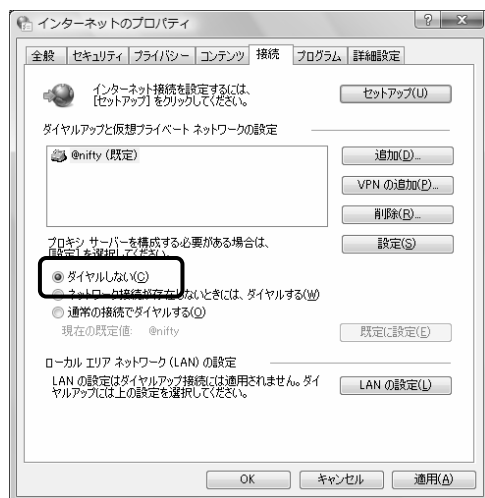 インターネットのプロパティ
全般 セキュリティ プライバシー コンテンツ 接続 プログラム 詳細設定
インターネット接続を設定するには、
[セットアップ] をクリックしてください。
セットアップ(U)
ダイヤルアップと仮想プライベート ネットワークの設定
@nifty (既定)
追加(D)...
VPN の追加(P)...
削除(R)...
プロキシ サーバーを構成する必要がある場合は、
[設定] を選択してください。
設定(S)
ダイヤルしない(C)
ネットワーク接続が存在しないときには、ダイヤルする(W)
通常の接続でダイヤルする(O)
現在の既定値: @nifty
既定に設定(E)
ローカル エリア ネットワーク (LAN) の設定
LAN の設定はダイヤルアップ接続には適用されません。ダイ
ヤルアップには上の設定を選択してください。
LAN の設定(L)
OK キャンセル 適用(A)